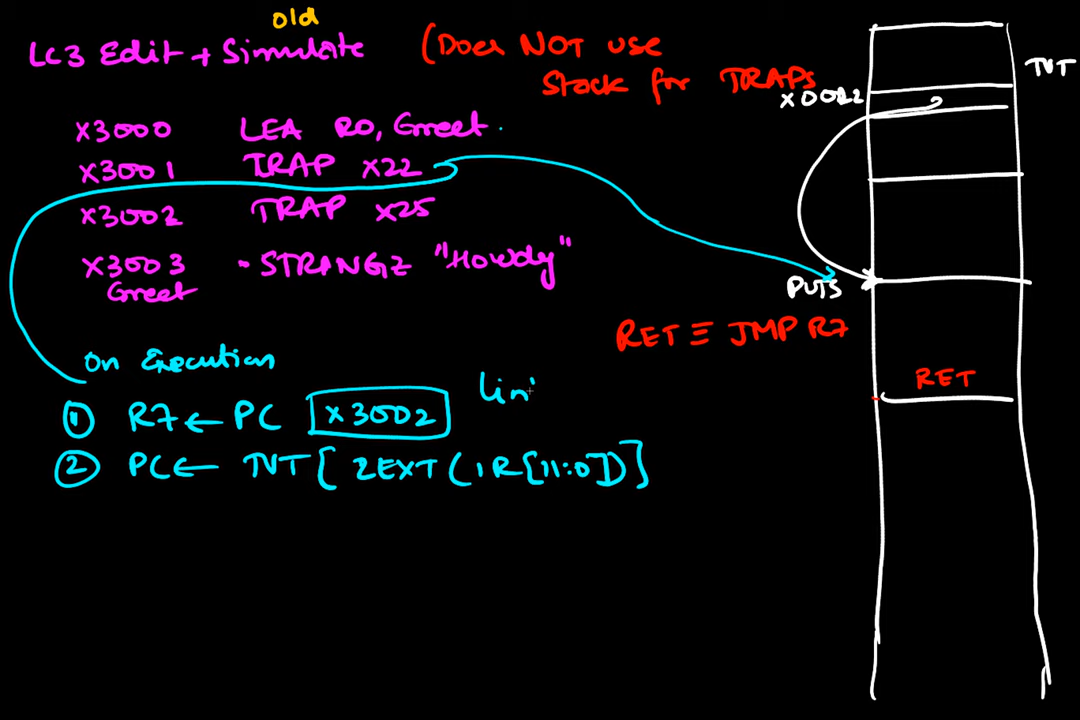 old
LC3 Edit + Simulate (Does NOT use
Stack for TRAPs
TVT
x0022
x3000 LEA R0, Greet
x3001 TRAP x22
x3002 TRAP x25
x3003 .STRANGZ "Howdy"
Greet
PUTS
RET ≡ JMP R7
On Execution
RET
① R7 ← PC x3002 lin
② PC ← TVT [ ZEXT (IR[11:0])]